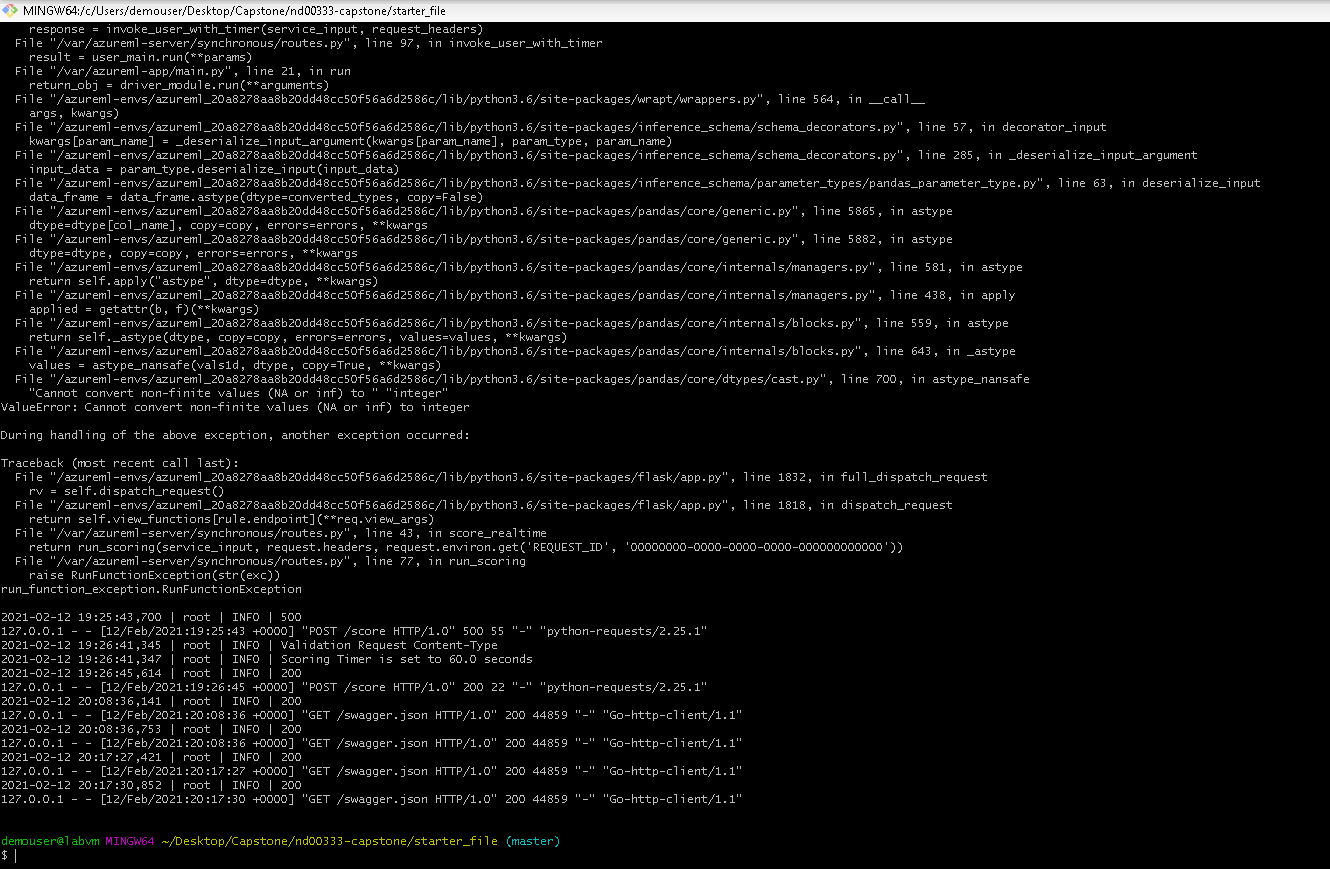 MINGW64:/c/Users/demouser/Desktop/Capstone/nd00333-capstone/starter_file
response = invoke_user_with_timer(service_input, request_headers)
File "/var/azureml-server/synchronous/routes.py", line 97, in invoke_user_with_timer
result = user_main.run(**params)
File "/var/azureml-app/main.py", line 21, in run
return_obj = driver_module.run(**arguments)
File "/azureml-envs/azureml_20a8278aa8b20dd48cc50f56a6d2586c/lib/python3.6/site-packages/wrapt/wrappers.py", line 564, in __call__
args, kwargs)
File "/azureml-envs/azureml_20a8278aa8b20dd48cc50f56a6d2586c/lib/python3.6/site-packages/inference_schema/schema_decorators.py", line 57, in decorator_input
kwargs[param_name] = _deserialize_input_argument(kwargs[param_name], param_type, param_name)
File "/azureml-envs/azureml_20a8278aa8b20dd48cc50f56a6d2586c/lib/python3.6/site-packages/inference_schema/schema_decorators.py", line 285, in _deserialize_input_argument
input_data = param_type.deserialize_input(input_data)
File "/azureml-envs/azureml_20a8278aa8b20dd48cc50f56a6d2586c/lib/python3.6/site-packages/inference_schema/parameter_types/pandas_parameter_type.py", line 63, in deserialize_input
data_frame = data_frame.astype(dtype=converted_types, copy=False)
File "/azureml-envs/azureml_20a8278aa8b20dd48cc50f56a6d2586c/lib/python3.6/site-packages/pandas/core/generic.py", line 5865, in astype
dtype=dtype[col_name], copy=copy, errors=errors, **kwargs
File "/azureml-envs/azureml_20a8278aa8b20dd48cc50f56a6d2586c/lib/python3.6/site-packages/pandas/core/generic.py", line 5882, in astype
dtype=dtype, copy=copy, errors=errors, **kwargs
File "/azureml-envs/azureml_20a8278aa8b20dd48cc50f56a6d2586c/lib/python3.6/site-packages/pandas/core/internals/managers.py", line 581, in astype
return self.apply("astype", dtype=dtype, **kwargs)
File "/azureml-envs/azureml_20a8278aa8b20dd48cc50f56a6d2586c/lib/python3.6/site-packages/pandas/core/internals/managers.py", line 438, in apply
applied = getattr(b, f)(**kwargs)
File "/azureml-envs/azureml_20a8278aa8b20dd48cc50f56a6d2586c/lib/python3.6/site-packages/pandas/core/internals/blocks.py", line 559, in astype
return self._astype(dtype, copy=copy, errors=errors, values=values, **kwargs)
File "/azureml-envs/azureml_20a8278aa8b20dd48cc50f56a6d2586c/lib/python3.6/site-packages/pandas/core/internals/blocks.py", line 643, in _astype
values = astype_nansafe(vals1d, dtype, copy=True, **kwargs)
File "/azureml-envs/azureml_20a8278aa8b20dd48cc50f56a6d2586c/lib/python3.6/site-packages/pandas/core/dtypes/cast.py", line 700, in astype_nansafe
"Cannot convert non-finite values (NA or inf) to " "integer"
ValueError: Cannot convert non-finite values (NA or inf) to integer
During handling of the above exception, another exception occurred:
Traceback (most recent call last):
File "/azureml-envs/azureml_20a8278aa8b20dd48cc50f56a6d2586c/lib/python3.6/site-packages/flask/app.py", line 1832, in full_dispatch_request
rv = self.dispatch_request()
File "/azureml-envs/azureml_20a8278aa8b20dd48cc50f56a6d2586c/lib/python3.6/site-packages/flask/app.py", line 1818, in dispatch_request
return self.view_functions[rule.endpoint](**req.view_args)
File "/var/azureml-server/synchronous/routes.py", line 43, in score_realtime
return run_scoring(service_input, request.headers, request.environ.get('REQUEST_ID', '00000000-0000-0000-0000-000000000000'))
File "/var/azureml-server/synchronous/routes.py", line 77, in run_scoring
raise RunFunctionException(str(exc))
run_function_exception.RunFunctionException
2021-02-12 19:25:43,700 | root | INFO | 500
127.0.0.1 - - [12/Feb/2021:19:25:43 +0000] "POST /score HTTP/1.0" 500 55 "-" "python-requests/2.25.1"
2021-02-12 19:26:41,345 | root | INFO | Validation Request Content-Type
2021-02-12 19:26:41,347 | root | INFO | Scoring Timer is set to 60.0 seconds
2021-02-12 19:26:45,614 | root | INFO | 200
127.0.0.1 - - [12/Feb/2021:19:26:45 +0000] "POST /score HTTP/1.0" 200 22 "-" "python-requests/2.25.1"
2021-02-12 20:08:36,141 | root | INFO | 200
127.0.0.1 - - [12/Feb/2021:20:08:36 +0000] "GET /swagger.json HTTP/1.0" 200 44859 "-" "Go-http-client/1.1"
2021-02-12 20:08:36,753 | root | INFO | 200
127.0.0.1 - - [12/Feb/2021:20:08:36 +0000] "GET /swagger.json HTTP/1.0" 200 44859 "-" "Go-http-client/1.1"
2021-02-12 20:17:27,421 | root | INFO | 200
127.0.0.1 - - [12/Feb/2021:20:17:27 +0000] "GET /swagger.json HTTP/1.0" 200 44859 "-" "Go-http-client/1.1"
2021-02-12 20:17:30,852 | root | INFO | 200
127.0.0.1 - - [12/Feb/2021:20:17:30 +0000] "GET /swagger.json HTTP/1.0" 200 44859 "-" "Go-http-client/1.1"
demouser@labvm MINGW64 ~/Desktop/Capstone/nd00333-capstone/starter_file (master)
$